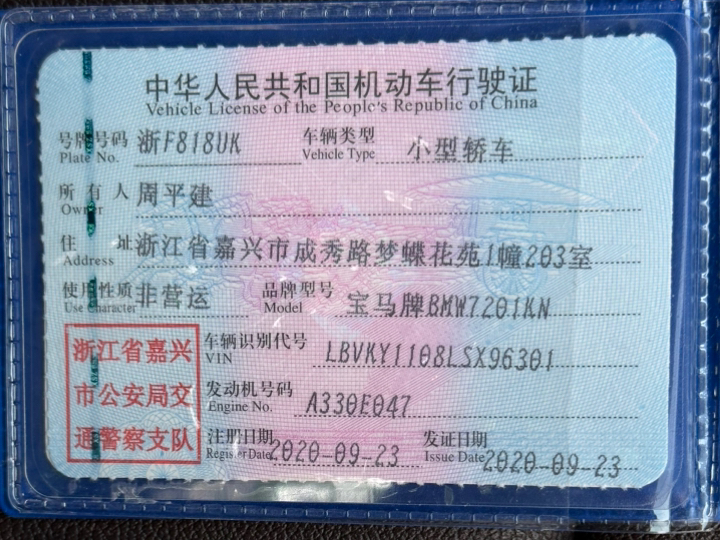 中华人民共和国机动车行驶证
Vehicle License of the People's Republic of China
号牌号码 浙F818UK 车辆类型 小型轿车
Plate No. Vehicle Type
所有人 周平建
Owner
住址 浙江省嘉兴市成秀路梦蝶花苑1幢203室
Address
使用性质 非营运 品牌型号 宝马牌BMW7201KN
Use Character Model
浙江省嘉兴
市公安局交
通警察支队
车辆识别代号 LBVKY1108LSX96301
VIN
发动机号码 A330E047
Engine No.
注册日期 2020-09-23 发证日期 2020-09-23
Register Date Issue Date